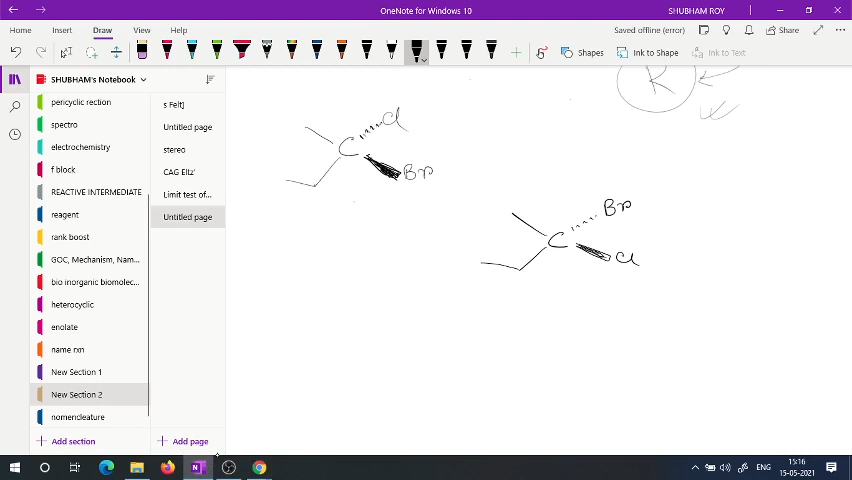 OneNote for Windows 10
SHUBHAM ROY
Home
Insert
Draw
View
Help
Saved offline (error)
Share
Shapes
Ink to Shape
Ink to Text
SHUBHAM's Notebook
pericyclic rection
spectro
electrochemistry
f block
REACTIVE INTERMEDIATE
reagent
rank boost
GOC, Mechanism, Nam...
bio inorganic biomolec...
heterocyclic
enolate
name rxn
New Section 1
New Section 2
nomencleature
Add section
s Felt]
Untitled page
stereo
CAG Ellz'
Limit test of...
Untitled page
Add page
R
Cl
C
Br
Br
C
Cl
ENG
15:16
15-05-2021